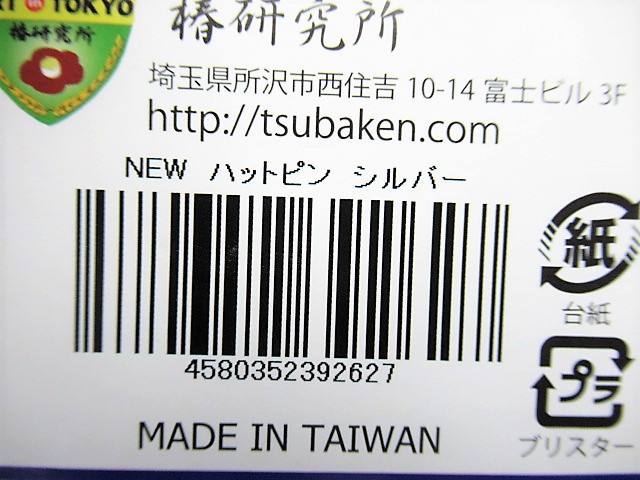 RT in TOKYO
椿研究所
椿研究所
埼玉県所沢市西住吉 10-14 富士ビル 3F
http://tsubaken.com
NEW ハットピン シルバー
4580352392627
MADE IN TAIWAN
紙
台紙
プラ
ブリスター